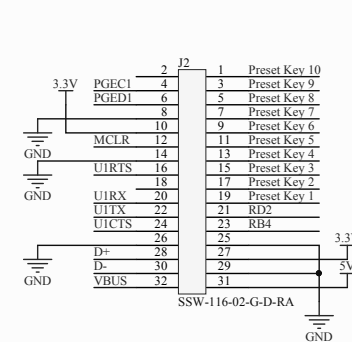 J2
2 1 Preset Key 10
3.3V PGEC1 4 3 Preset Key 9
PGED1 6 5 Preset Key 8
8 7 Preset Key 7
10 9 Preset Key 6
MCLR 12 11 Preset Key 5
GND 14 13 Preset Key 4
U1RTS 16 15 Preset Key 3
18 17 Preset Key 2
GND U1RX 20 19 Preset Key 1
U1TX 22 21 RD2
U1CTS 24 23 RB4
26 25 3.3V
D+ 28 27
D- 30 29 5V
GND VBUS 32 31
SSW-116-02-G-D-RA
GND